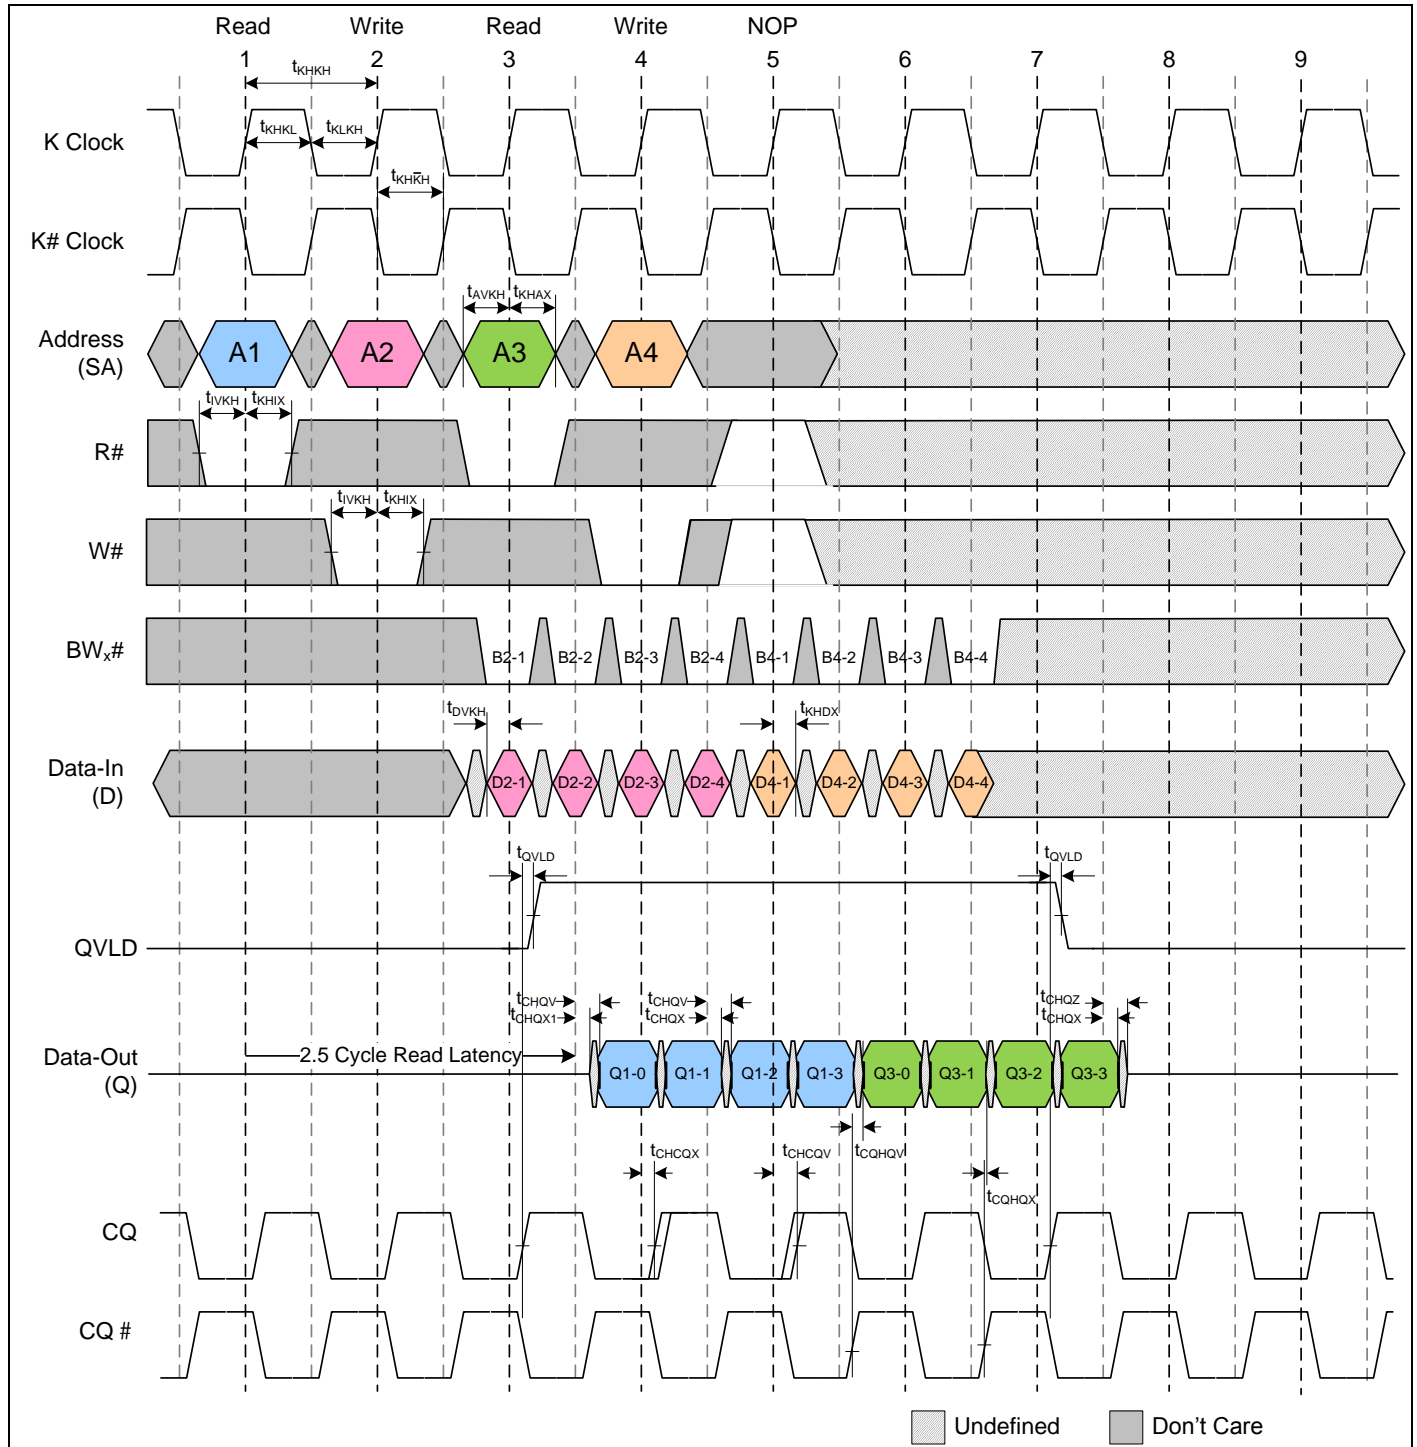 Read Write Read Write NOP
1 2 3 4 5 6 7 8 9
tKHKH
K Clock
tKHKL tKLKH
tKHK̅H
K# Clock
tAVKH tKHAX
Address
(SA)
A1 A2 A3 A4
tIVKH tKHIX
R#
tIVKH tKHIX
W#
BWx#
B2-1 B2-2 B2-3 B2-4 B4-1 B4-2 B4-3 B4-4
tDVKH tKHDX
Data-In
(D)
D2-1 D2-2 D2-3 D2-4 D4-1 D4-2 D4-3 D4-4
tQVLD tQVLD
QVLD
tCHQV tCHQV tCHQZ
tCHQX1 tCHQX tCHQX
Data-Out
(Q)
2.5 Cycle Read Latency
Q1-0 Q1-1 Q1-2 Q1-3 Q3-0 Q3-1 Q3-2 Q3-3
tCHCQX tCHCQV tCQHQV
tCQHQX
CQ
CQ #
Undefined Don't Care